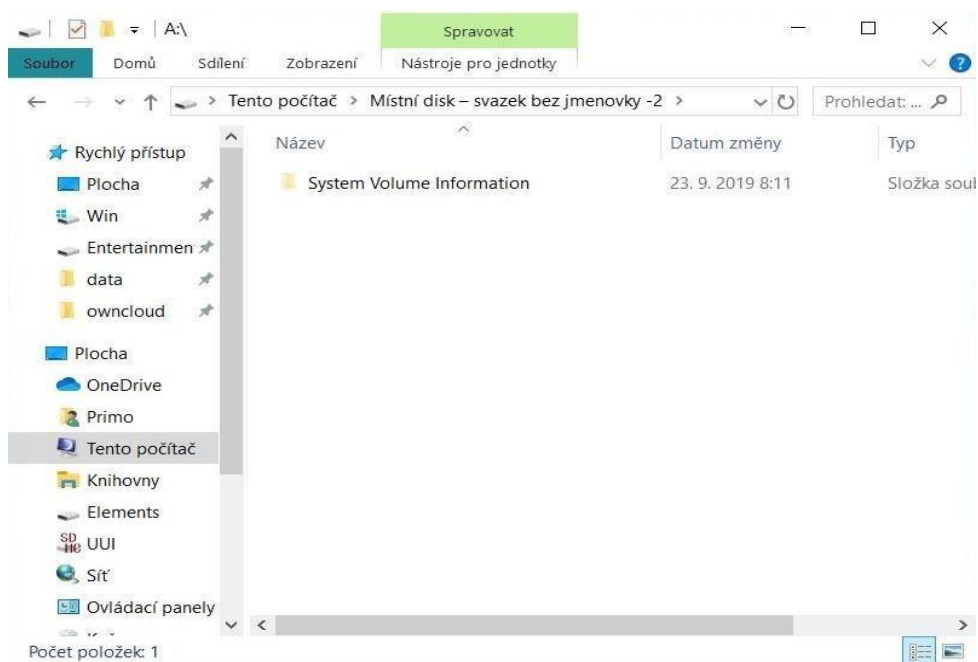 A:\
Spravovat
Soubor Domů Sdílení Zobrazení Nástroje pro jednotky
Tento počítač > Místní disk – svazek bez jmenovky -2 >
Prohledat: ...
Název Datum změny Typ
System Volume Information 23. 9. 2019 8:11 Složka soub
Rychlý přístup
Plocha
Win
Entertainmen
data
owncloud
Plocha
OneDrive
Primo
Tento počítač
Knihovny
Elements
UUI
Síť
Ovládací panely
Počet položek: 1